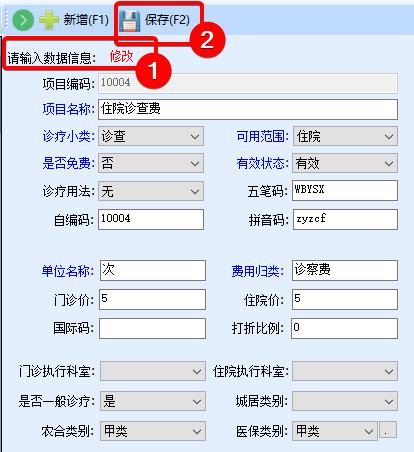 新增(F1) 保存(F2)
2
请输入数据信息: 修改
1
项目编码: 10004
项目名称: 住院诊查费
诊疗小类: 诊查 可用范围: 住院
是否免费: 否 有效状态: 有效
诊疗用法: 无 五笔码: WBYSX
自编码: 10004 拼音码: zyzcf
单位名称: 次 费用归类: 诊察费
门诊价: 5 住院价: 5
国际码: 打折比例: 0
门诊执行科室: 住院执行科室:
是否一般诊疗: 是 城居类别:
农合类别: 甲类 医保类别: 甲类 .